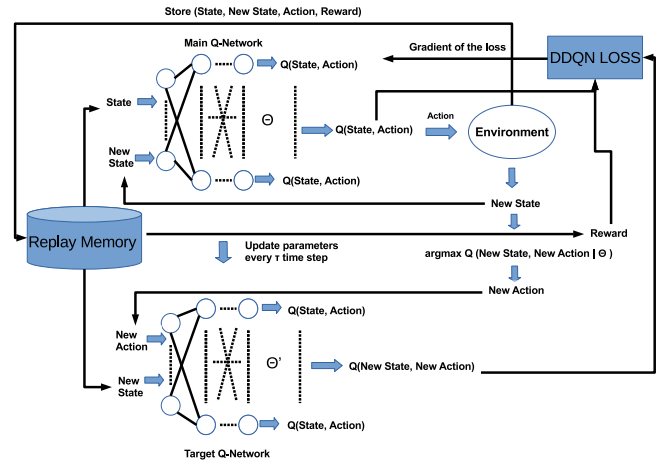 Store (State, New State, Action, Reward)
Main Q-Network
Q(State, Action)
Gradient of the loss
DDQN LOSS
State
Θ
Q(State, Action)
Action
Environment
New
State
Q(State, Action)
New State
Replay Memory
Update parameters
every τ time step
Reward
argmax Q (New State, New Action | Θ )
New Action
Q(State, Action)
New
Action
Θ'
Q(New State, New Action)
New
State
Q(State, Action)
Target Q-Network